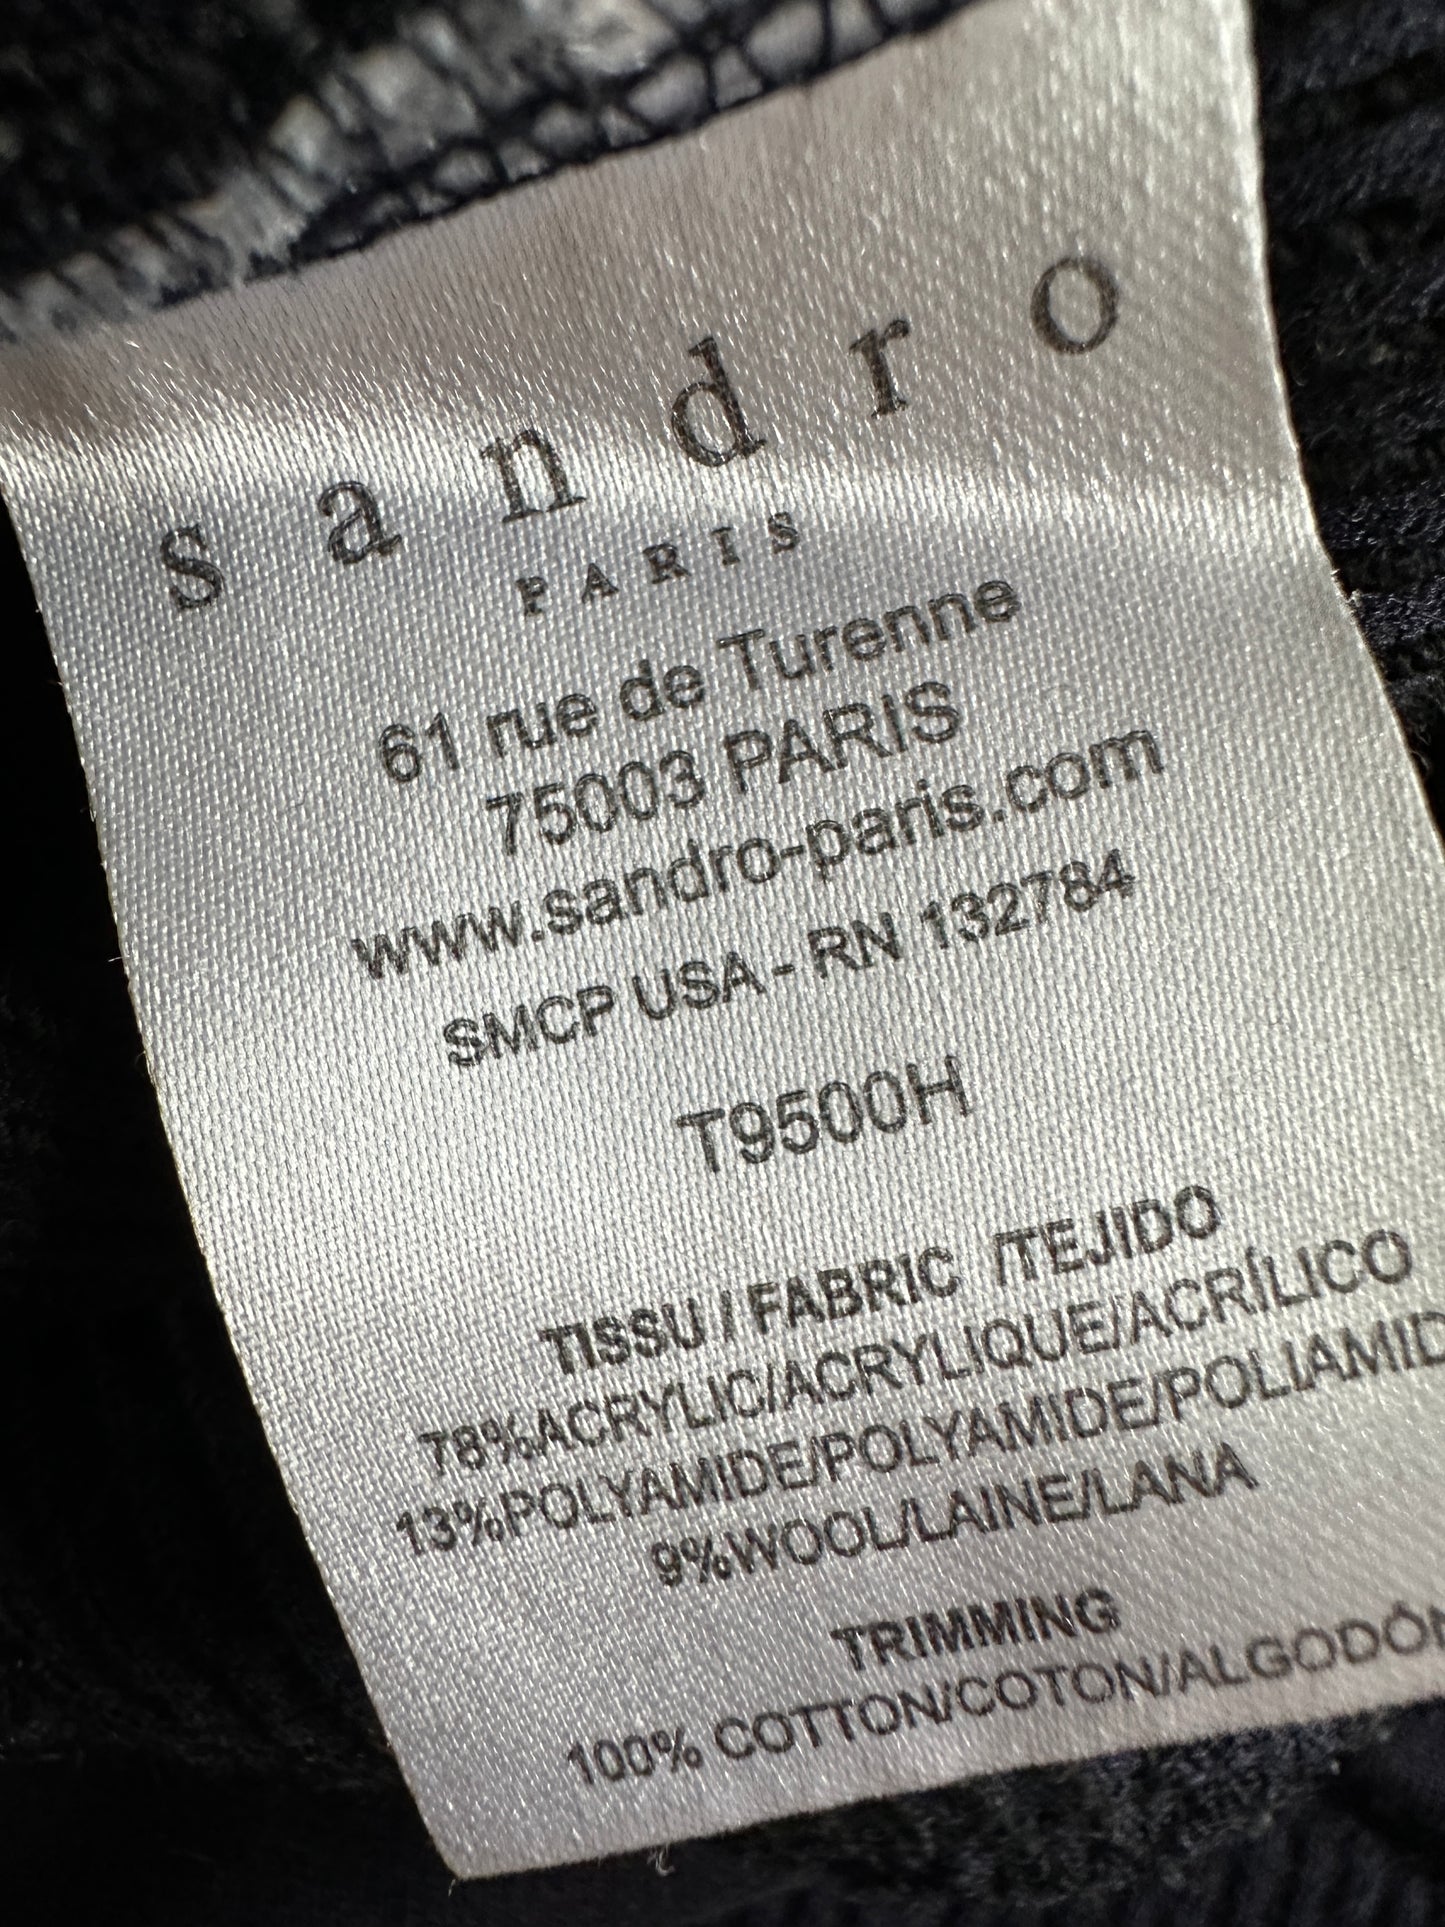 sandro
PARIS
61 rue de Turenne
75003 PARIS
www.sandro-paris.com
SMCP USA - RN 132784
T9500H
TISSU / FABRIC /TEJIDO
78%ACRYLIC/ACRYLIQUE/ACRÍLICO
13%POLYAMIDE/POLYAMIDE/POLIAMID
9%WOOL/LAINE/LANA
TRIMMING
100% COTTON/COTON/ALGODÓN